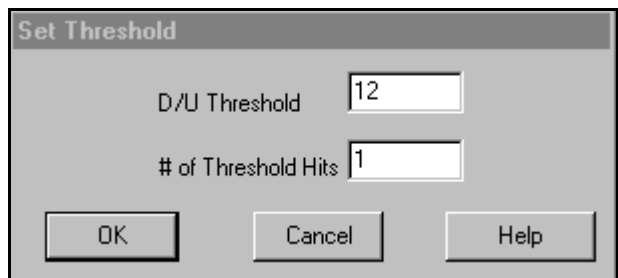 Set Threshold
D/U Threshold 12
# of Threshold Hits 1
OK Cancel Help